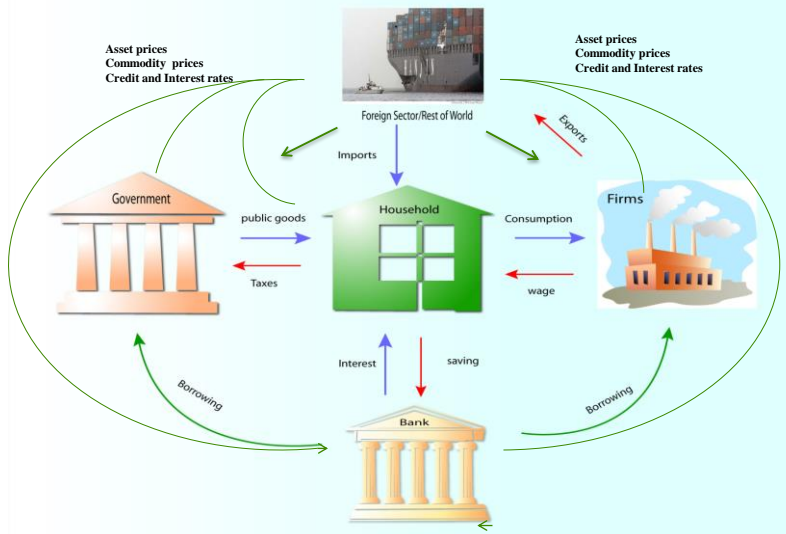 Asset prices
Commodity prices
Credit and Interest rates
Asset prices
Commodity prices
Credit and Interest rates
Foreign Sector/Rest of World
Exports
Imports
Government
Household
Firms
public goods
Consumption
Taxes
wage
Interest
saving
Borrowing
Borrowing
Bank